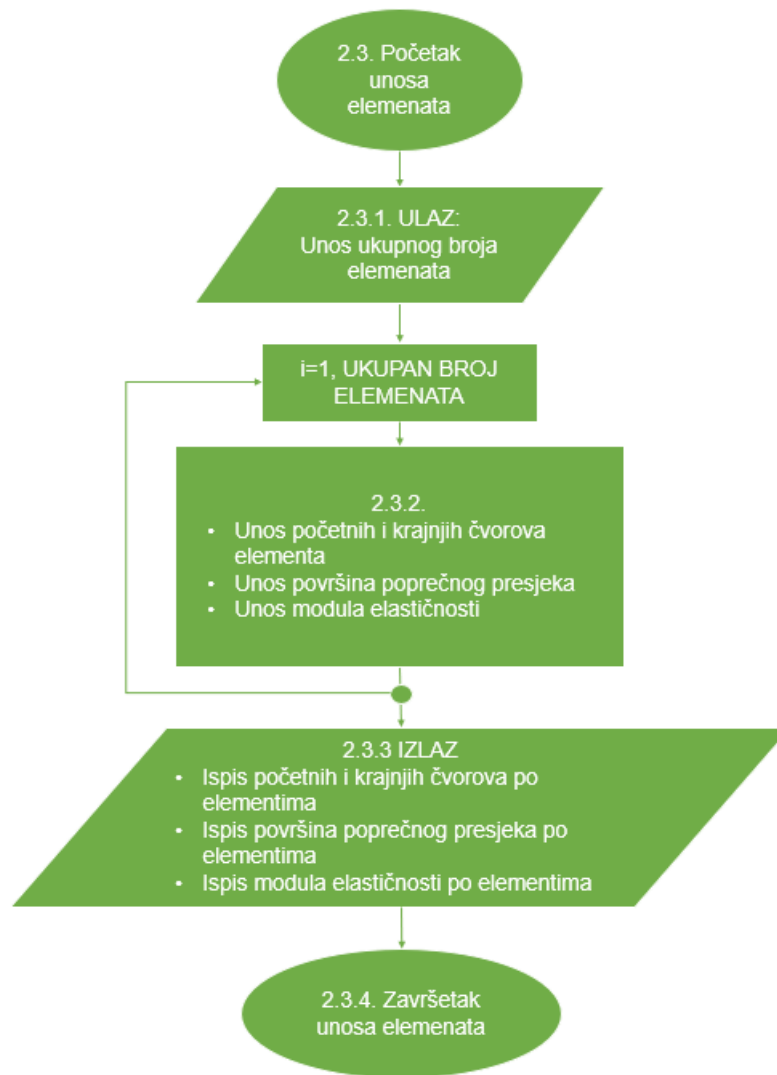 2.3. Početak
unosa
elemenata
2.3.1. ULAZ:
Unos ukupnog broja
elemenata
i=1, UKUPAN BROJ
ELEMENATA
2.3.2.
• Unos početnih i krajnjih čvorova
elementa
• Unos površina poprečnog presjeka
• Unos modula elastičnosti
2.3.3 IZLAZ
• Ispis početnih i krajnjih čvorova po
elementima
• Ispis površina poprečnog presjeka po
elementima
• Ispis modula elastičnosti po elementima
2.3.4. Završetak
unosa elemenata